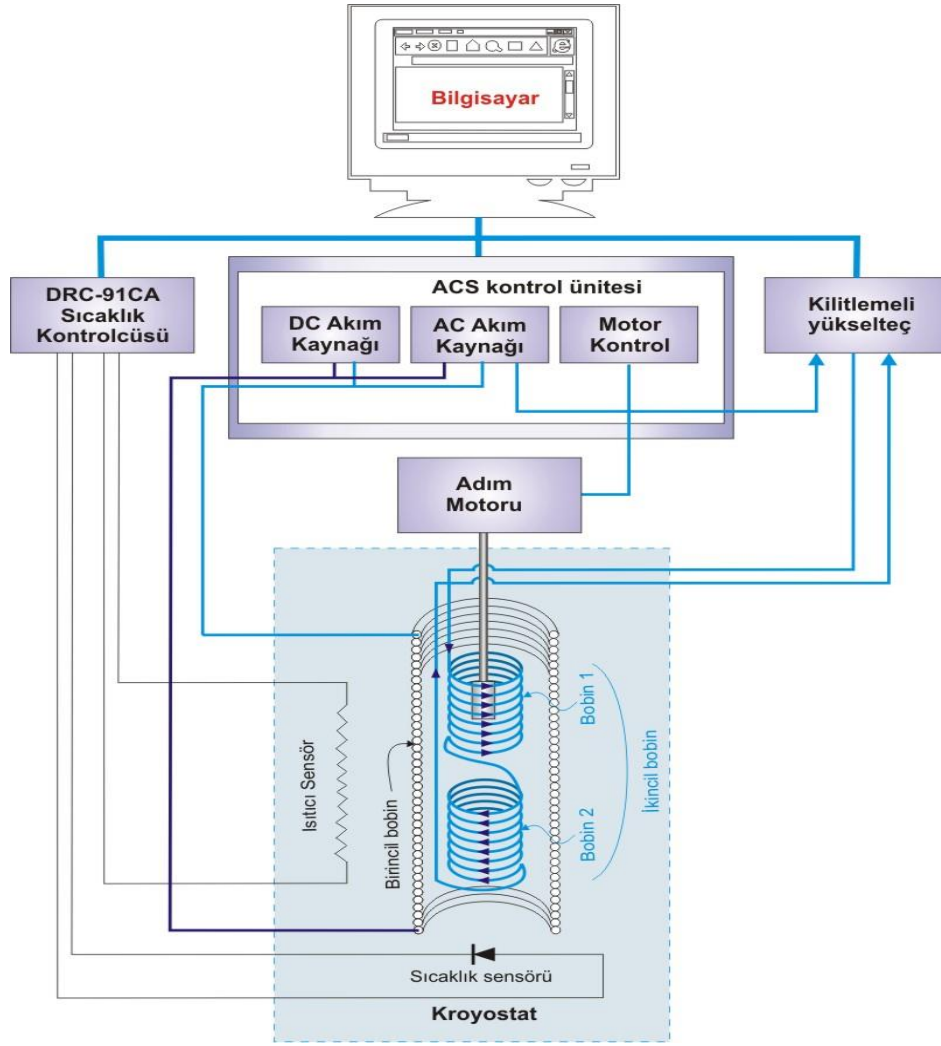 Bilgisayar
DRC-91CA
Sıcaklık
Kontrolcüsü
ACS kontrol ünitesi
DC Akım
Kaynağı
AC Akım
Kaynağı
Motor
Kontrol
Kilitlemeli
yükselteç
Adım
Motoru
Isıtıcı Sensör
Birincil bobin
Bobin 1
Bobin 2
İkincil bobin
Sıcaklık sensörü
Kroyostat